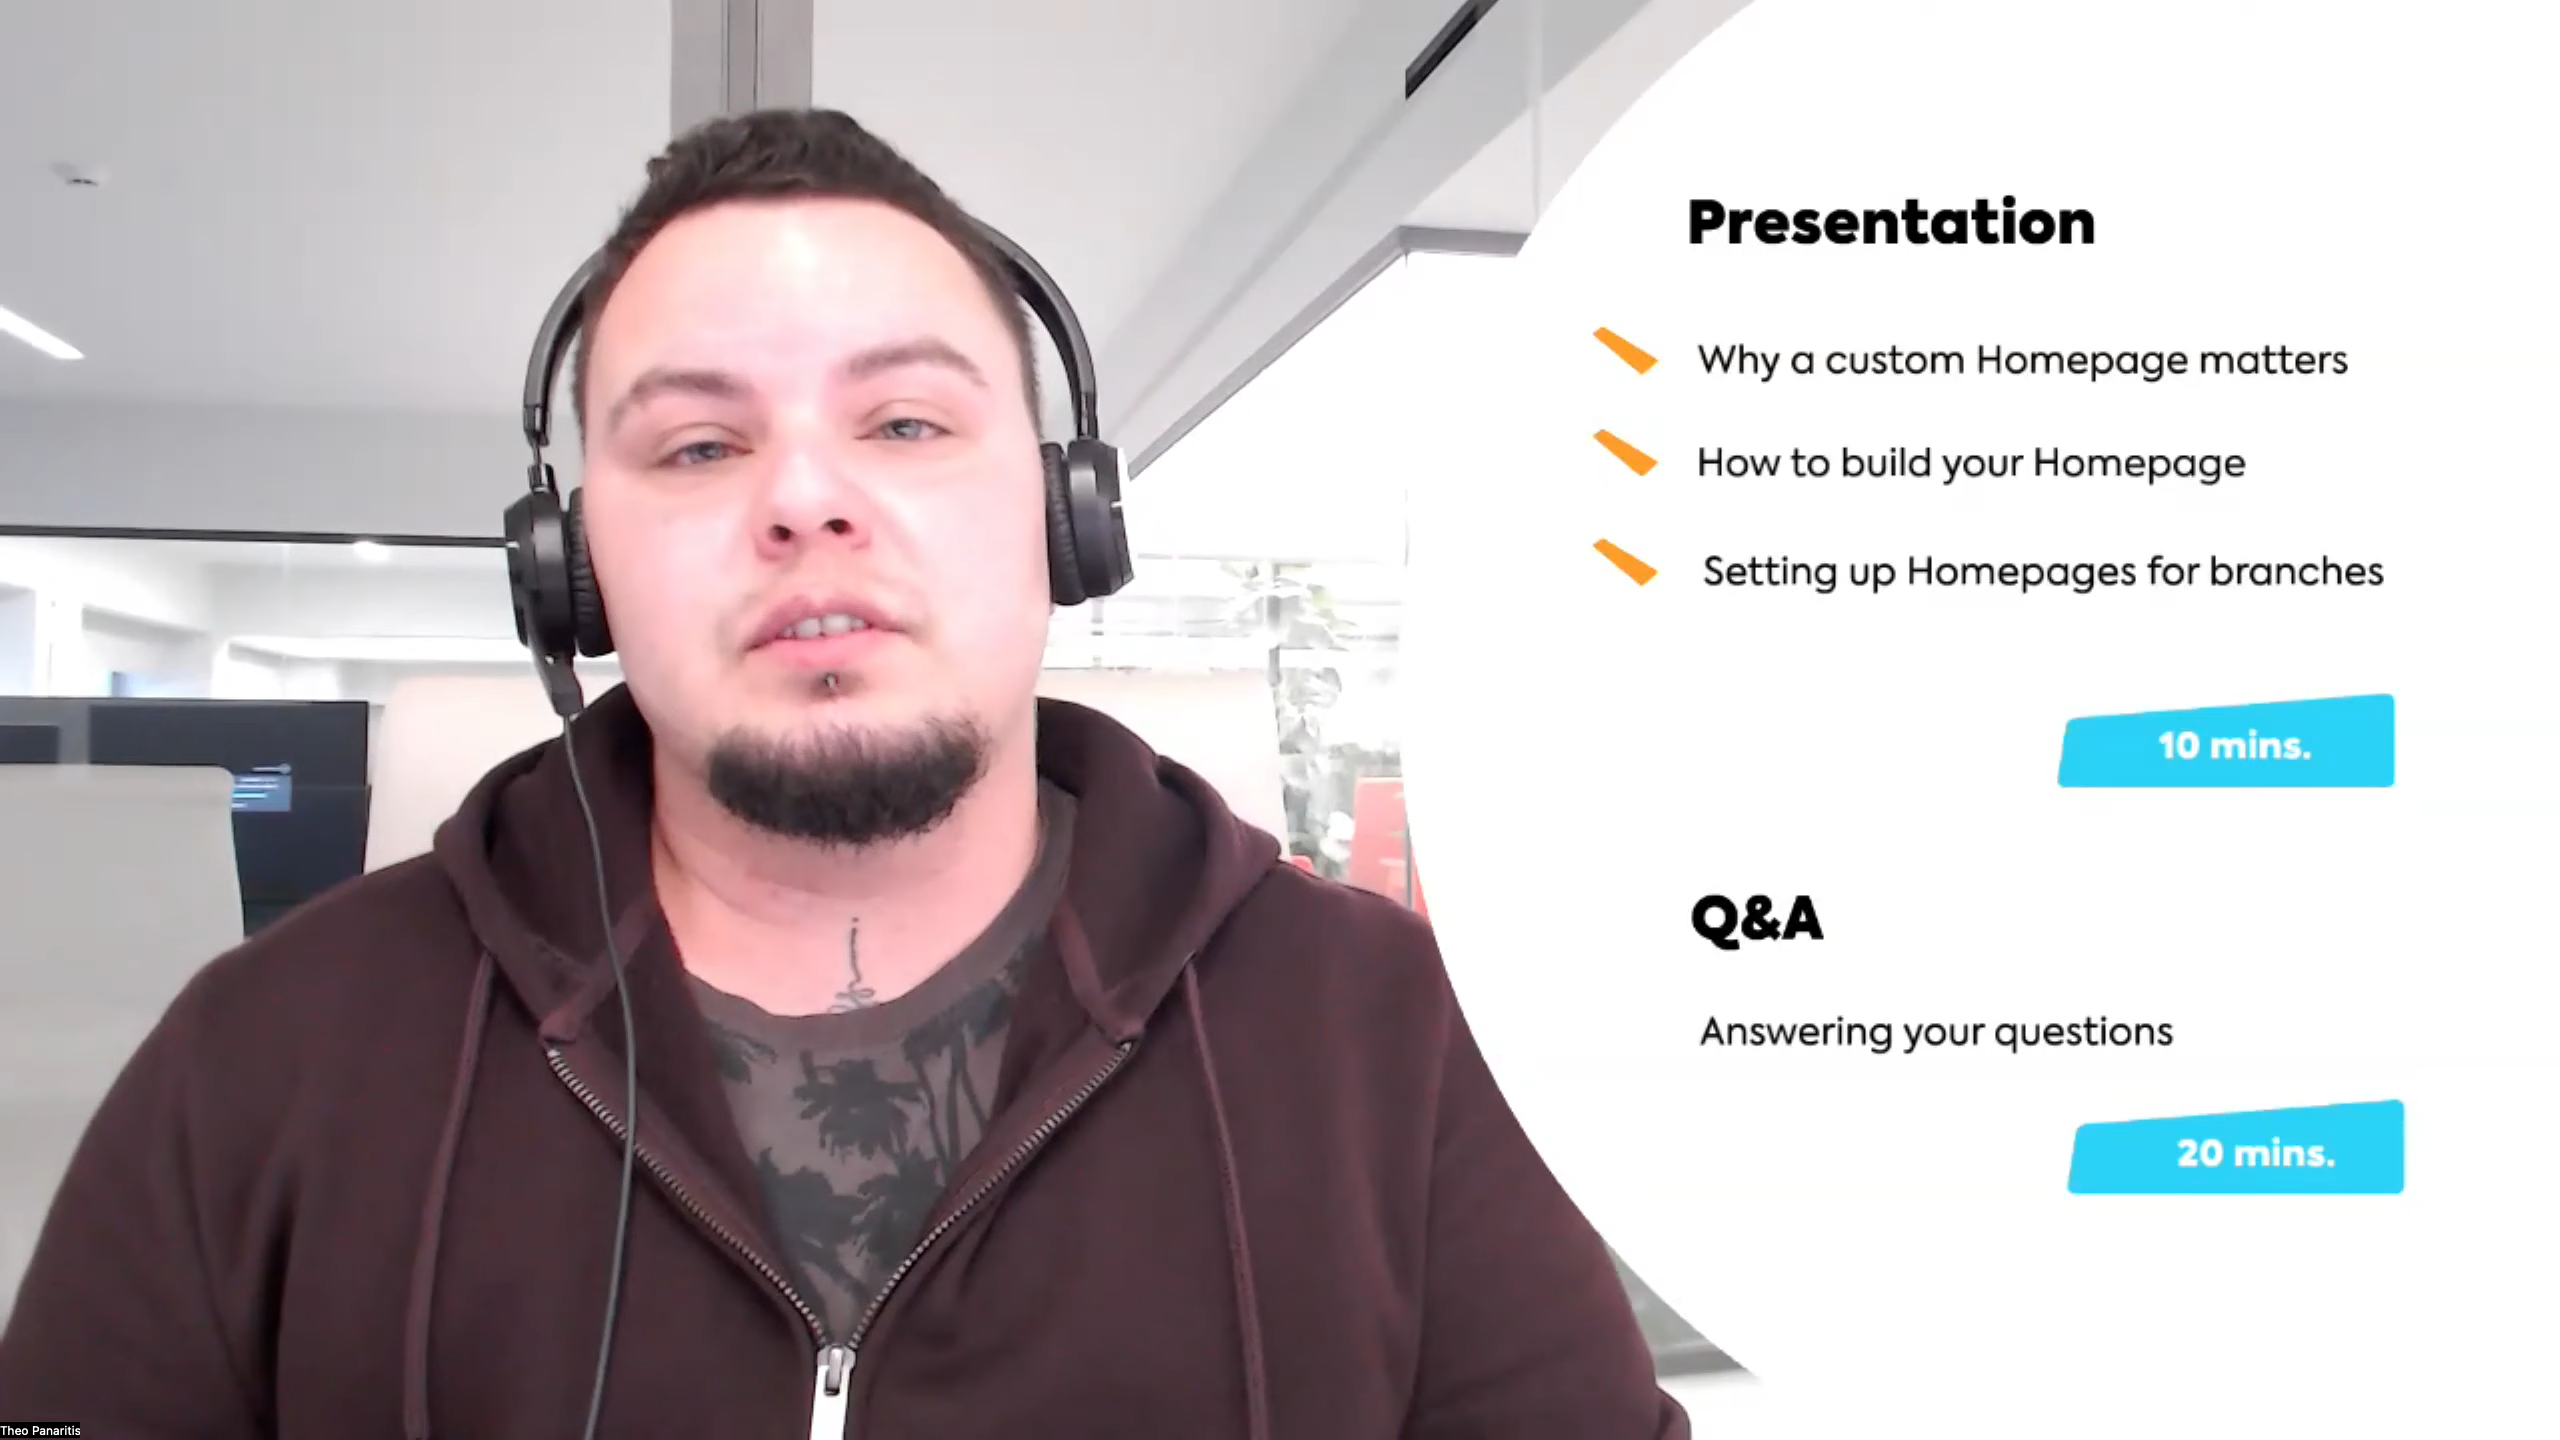 Presentation
Why a custom Homepage matters
How to build your Homepage
Setting up Homepages for branches
10 mins.
Q&A
Answering your questions
20 mins.
Theo Panaritis